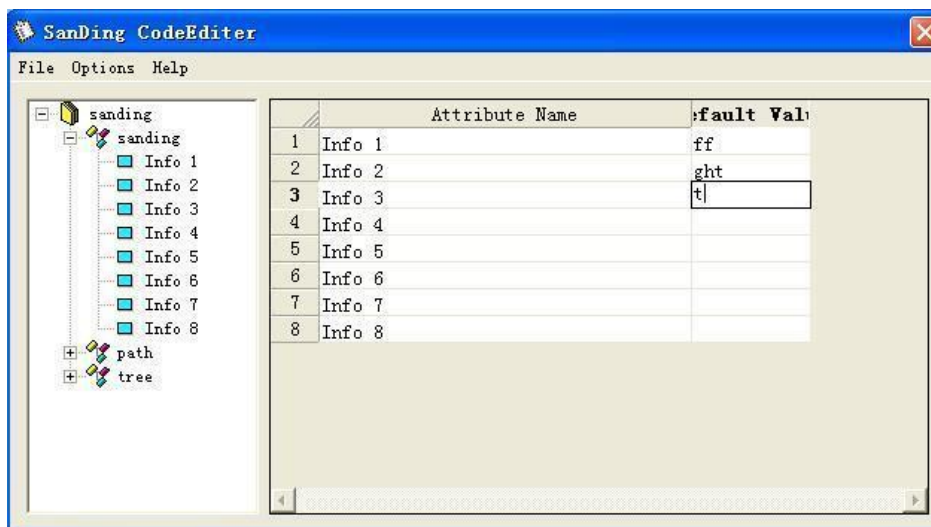 SanDing CodeEditer
File Options Help
sanding
sanding
Info 1
Info 2
Info 3
Info 4
Info 5
Info 6
Info 7
Info 8
path
tree
Attribute Name efault Valu
1 Info 1 ff
2 Info 2 ght
3 Info 3 t
4 Info 4
5 Info 5
6 Info 6
7 Info 7
8 Info 8